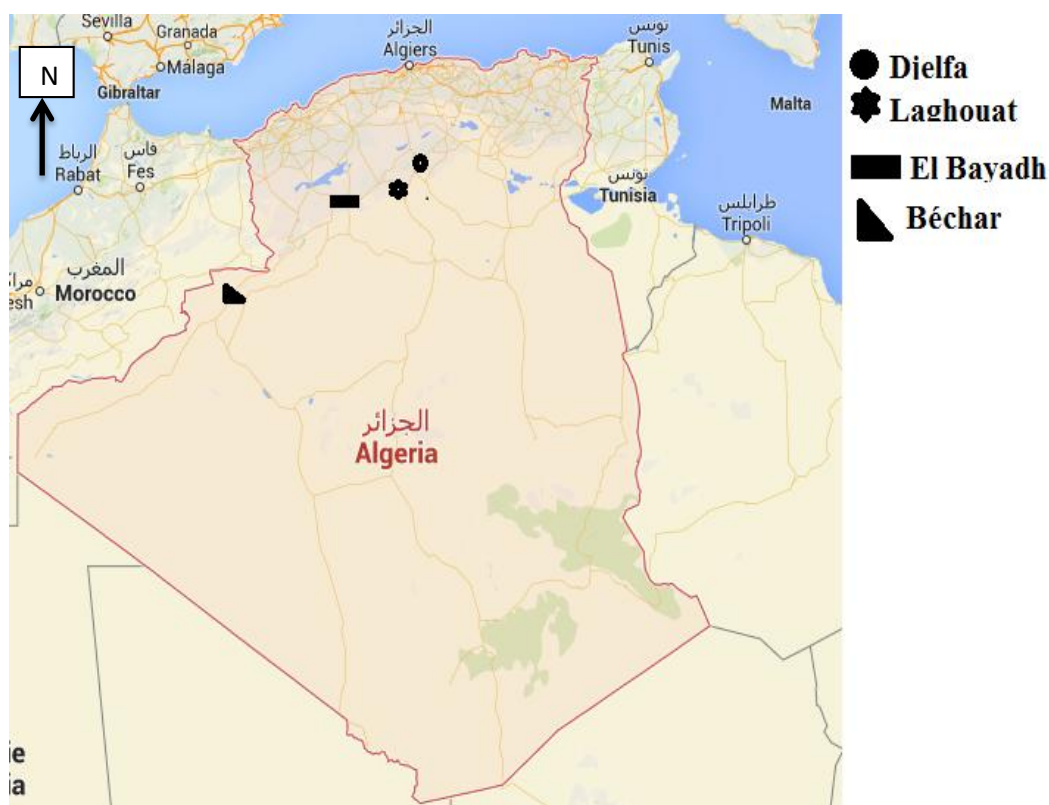 Sevilla
Granada
Málaga
Gibraltar
الجزائر
Algiers
تونس
Tunis
Malta
N
الرباط
Rabat
فاس
Fes
تونس
Tunisia
طرابلس
Tripoli
المغرب
Morocco
مراك
esh
الجزائر
Algeria
ie
ia
Djelfa
Laghouat
El Bayadh
Béchar